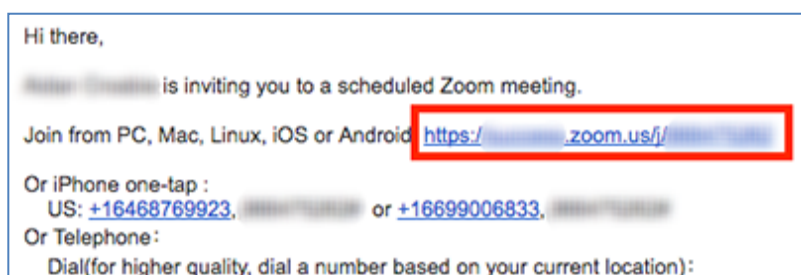 Hi there,
is inviting you to a scheduled Zoom meeting.
Join from PC, Mac, Linux, iOS or Android: https:/ .zoom.us/j/
Or iPhone one-tap :
US: +16468769923, or +16699006833,
Or Telephone:
Dial(for higher quality, dial a number based on your current location):